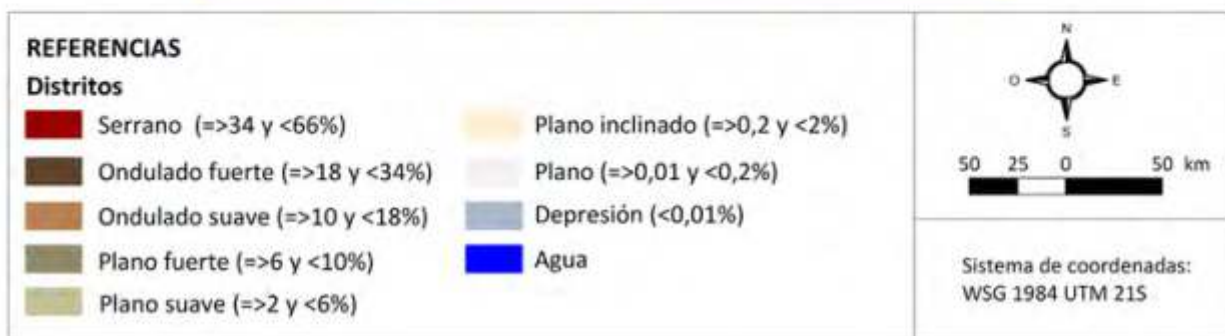 REFERENCIAS
Distritos
Serrano (=>34 y <66%)
Ondulado fuerte (=>18 y <34%)
Ondulado suave (=>10 y <18%)
Plano fuerte (=>6 y <10%)
Plano suave (=>2 y <6%)
Plano inclinado (=>0,2 y <2%)
Plano (=>0,01 y <0,2%)
Depresión (<0,01%)
Agua
N
O E
S
50 25 0 50 km
Sistema de coordenadas:
WSG 1984 UTM 21S